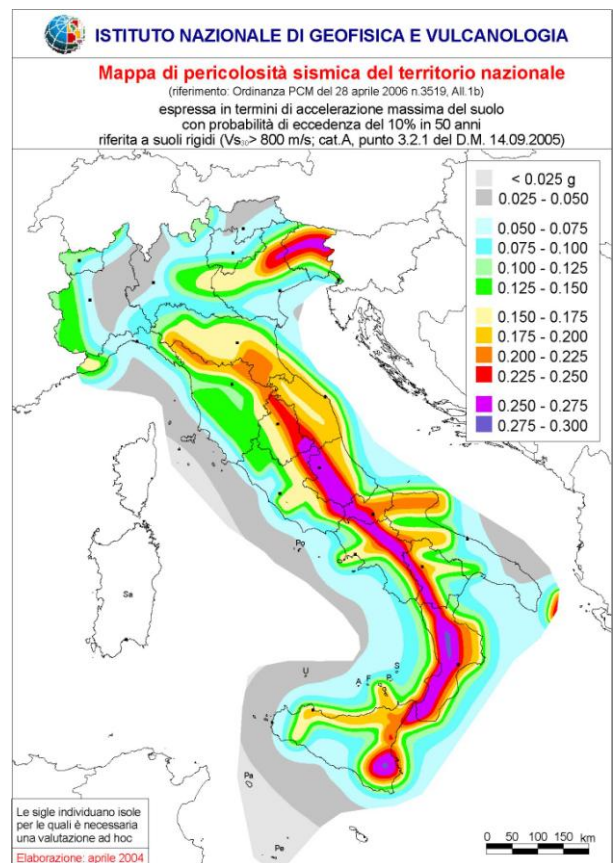 ISTITUTO NAZIONALE DI GEOFISICA E VULCANOLOGIA
Mappa di pericolosità sismica del territorio nazionale
(riferimento: Ordinanza PCM del 28 aprile 2006 n.3519, All.1b)
espressa in termini di accelerazione massima del suolo
con probabilità di eccedenza del 10% in 50 anni
riferita a suoli rigidi (Vs30> 800 m/s; cat.A, punto 3.2.1 del D.M. 14.09.2005)
< 0.025 g
0.025 - 0.050
0.050 - 0.075
0.075 - 0.100
0.100 - 0.125
0.125 - 0.150
0.150 - 0.175
0.175 - 0.200
0.200 - 0.225
0.225 - 0.250
0.250 - 0.275
0.275 - 0.300
Po
Sa
U
A
F
P
S
Pa
Pe
Le sigle individuano isole
per le quali è necessaria
una valutazione ad hoc
Elaborazione: aprile 2004
0 50 100 150
km